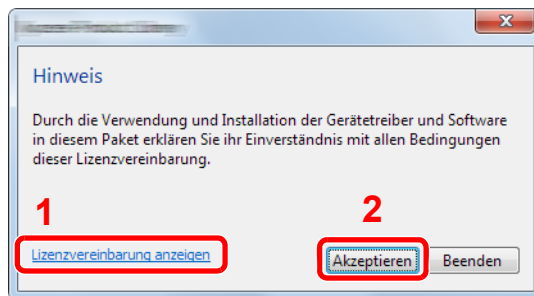 Hinweis
Durch die Verwendung und Installation der Gerätetreiber und Software
in diesem Paket erklären Sie ihr Einverständnis mit allen Bedingungen
dieser Lizenzvereinbarung.
1
2
Lizenzvereinbarung anzeigen
Akzeptieren
Beenden